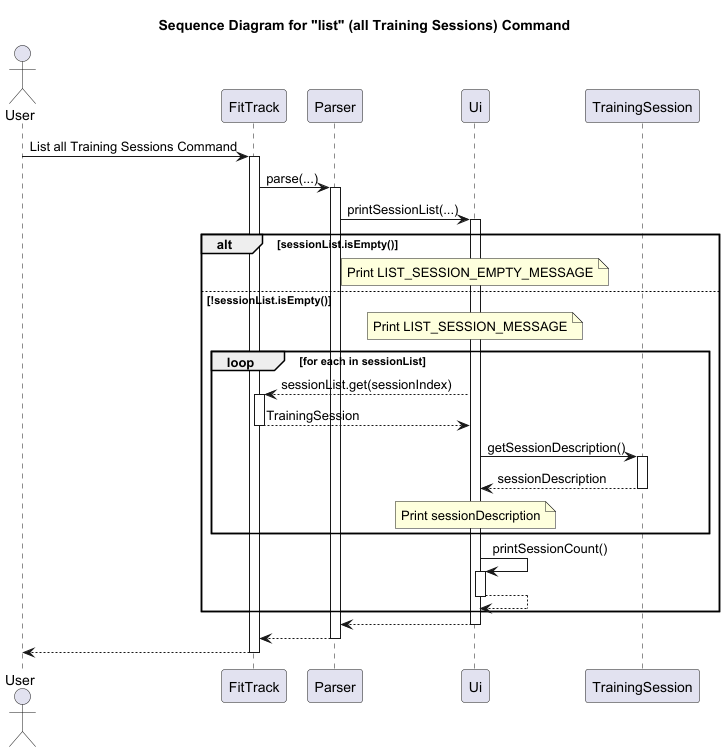 Sequence Diagram for "list" (all Training Sessions) Command
User
FitTrack
Parser
Ui
TrainingSession
List all Training Sessions Command
parse(...)
printSessionList(...)
alt
[sessionList.isEmpty()]
Print LIST_SESSION_EMPTY_MESSAGE
[!sessionList.isEmpty()]
Print LIST_SESSION_MESSAGE
loop
[for each in sessionList]
sessionList.get(sessionIndex)
TrainingSession
getSessionDescription()
sessionDescription
Print sessionDescription
printSessionCount()
User
FitTrack
Parser
Ui
TrainingSession